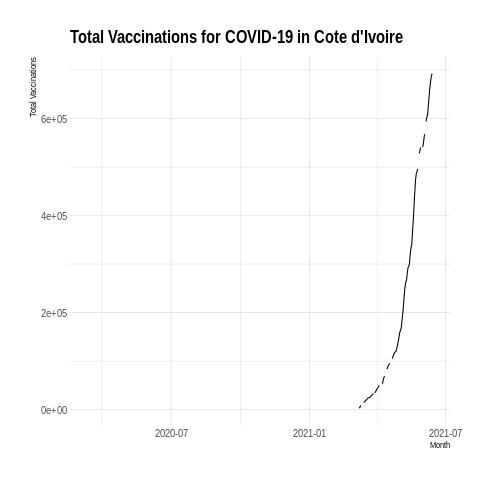 Total Vaccinations for COVID-19 in Cote d'Ivoire
Total Vaccinations
6e+05
4e+05
2e+05
0e+00
2020-07
2021-01
2021-07
Month